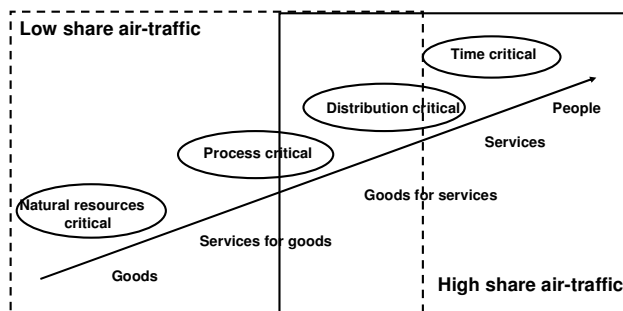 Low share air-traffic
Time critical
Distribution critical
People
Services
Process critical
Goods for services
Natural resources
critical
Services for goods
Goods
High share air-traffic